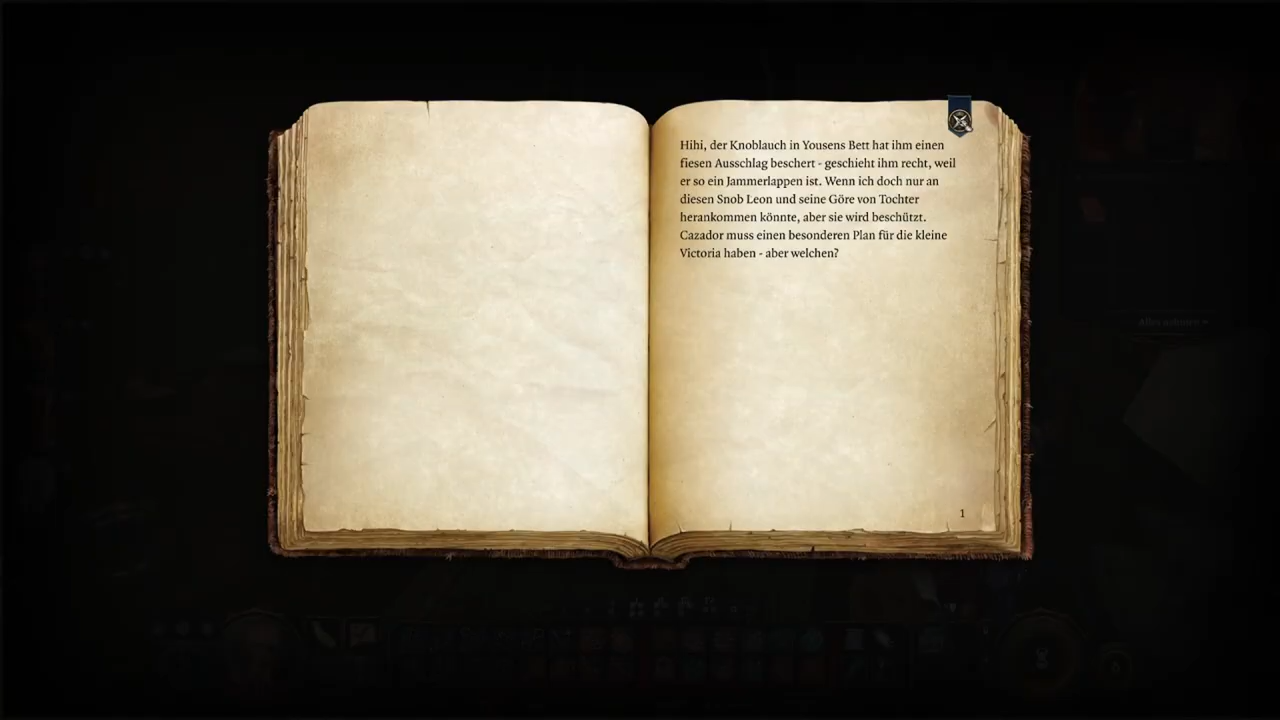 Hihi, der Knoblauch in Yousens Bett hat ihm einen
fiesen Ausschlag beschert - geschieht ihm recht, weil
er so ein Jammerlappen ist. Wenn ich doch nur an
diesen Snob Leon und seine Göre von Tochter
herankommen könnte, aber sie wird beschützt.
Cazador muss einen besonderen Plan für die kleine
Victoria haben - aber welchen?
1
Alles nehmen